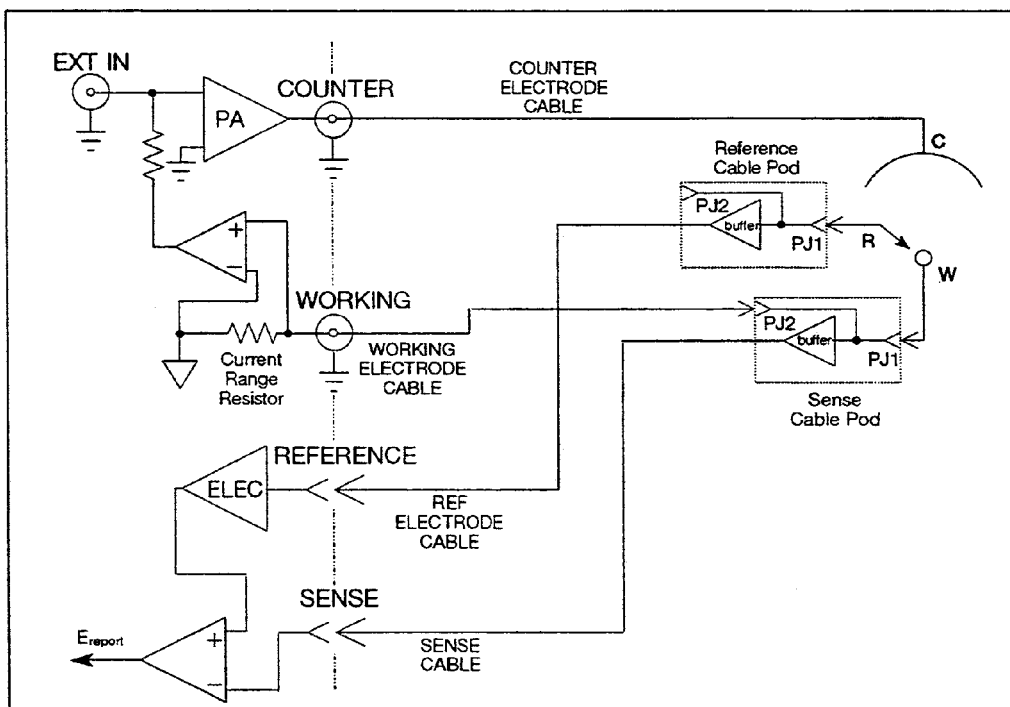 EXT IN
PA
COUNTER
COUNTER
ELECTRODE
CABLE
C
Reference
Cable Pod
PJ2
buffer
PJ1
R
W
+
−
WORKING
WORKING
ELECTRODE
CABLE
Current
Range
Resistor
PJ2
buffer
PJ1
Sense
Cable Pod
ELEC
REFERENCE
REF
ELECTRODE
CABLE
SENSE
SENSE
CABLE
Ereport
+
−